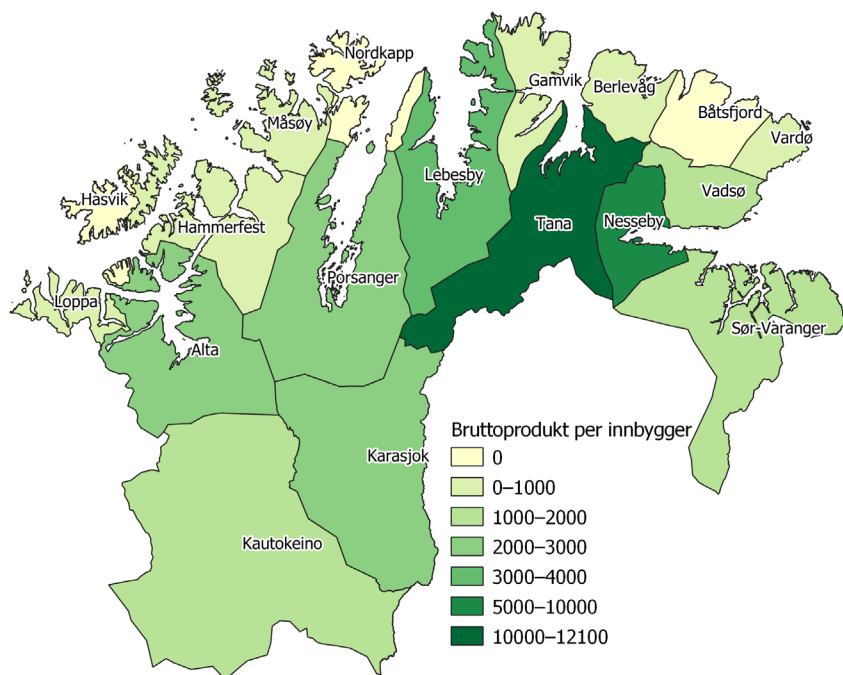 Nordkapp
Gamvik
Berlevåg
Båtsfjord
Måsøy
Vardø
Lebesby
Vadsø
Hasvik
Hammerfest
Tana
Nesseby
Porsanger
Loppa
Sør-Varanger
Alta
Karasjok
Kautokeino
Bruttoprodukt per innbygger
0
0–1000
1000–2000
2000–3000
3000–4000
5000–10000
10000–12100